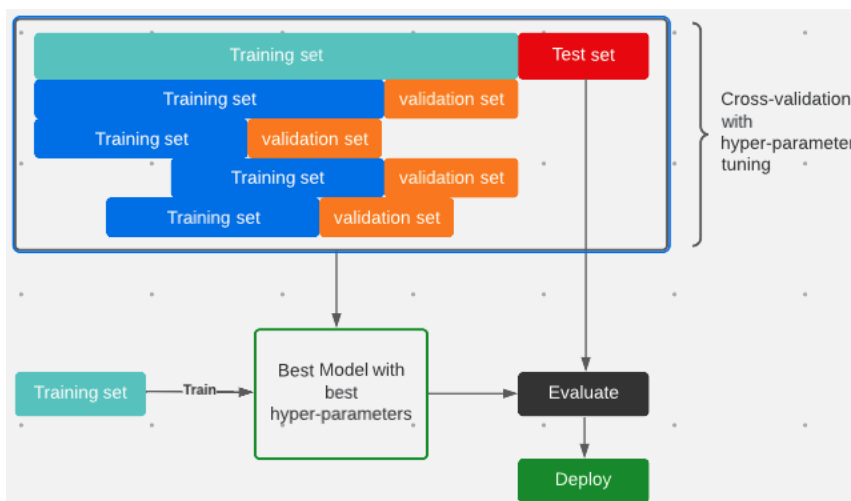 Training set
Test set
Training set
validation set
Training set
validation set
Training set
validation set
Training set
validation set
Cross-validation
with
hyper-parameter
tuning
Training set
Train
Best Model with
best
hyper-parameters
Evaluate
Deploy